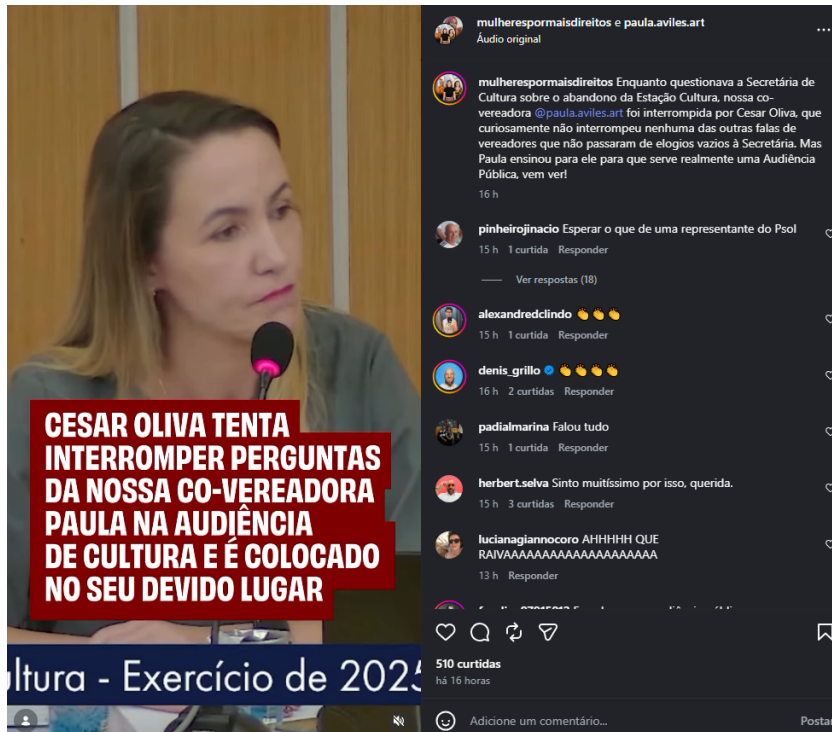 CESAR OLIVA TENTA
INTERROMPER PERGUNTAS
DA NOSSA CO-VEREADORA
PAULA NA AUDIÊNCIA
DE CULTURA E É COLOCADO
NO SEU DEVIDO LUGAR
ltura - Exercício de 2025
mulherespormaisdireitos e paula.aviles.art
Áudio original
mulherespormaisdireitos Enquanto questionava a Secretária de
Cultura sobre o abandono da Estação Cultura, nossa co-
vereadora @paula.aviles.art foi interrompida por Cesar Oliva, que
curiosamente não interrompeu nenhuma das outras falas de
vereadores que não passaram de elogios vazios à Secretária. Mas
Paula ensinou para ele para que serve realmente uma Audiência
Pública, vem ver!
16 h
pinheirojinacio Esperar o que de uma representante do Psol
15 h 1 curtida Responder
Ver respostas (18)
alexandredclindo 👏👏👏
15 h 1 curtida Responder
denis_grillo 👏👏👏👏
16 h 2 curtidas Responder
padialmarina Falou tudo
15 h 1 curtida Responder
herbert.selva Sinto muitíssimo por isso, querida.
15 h 3 curtidas Responder
lucianagiannocoro AHHHHH QUE
RAIVAAAAAAAAAAAAAAAAAAAAA
13 h Responder
510 curtidas
há 16 horas
Adicione um comentário...
Postar